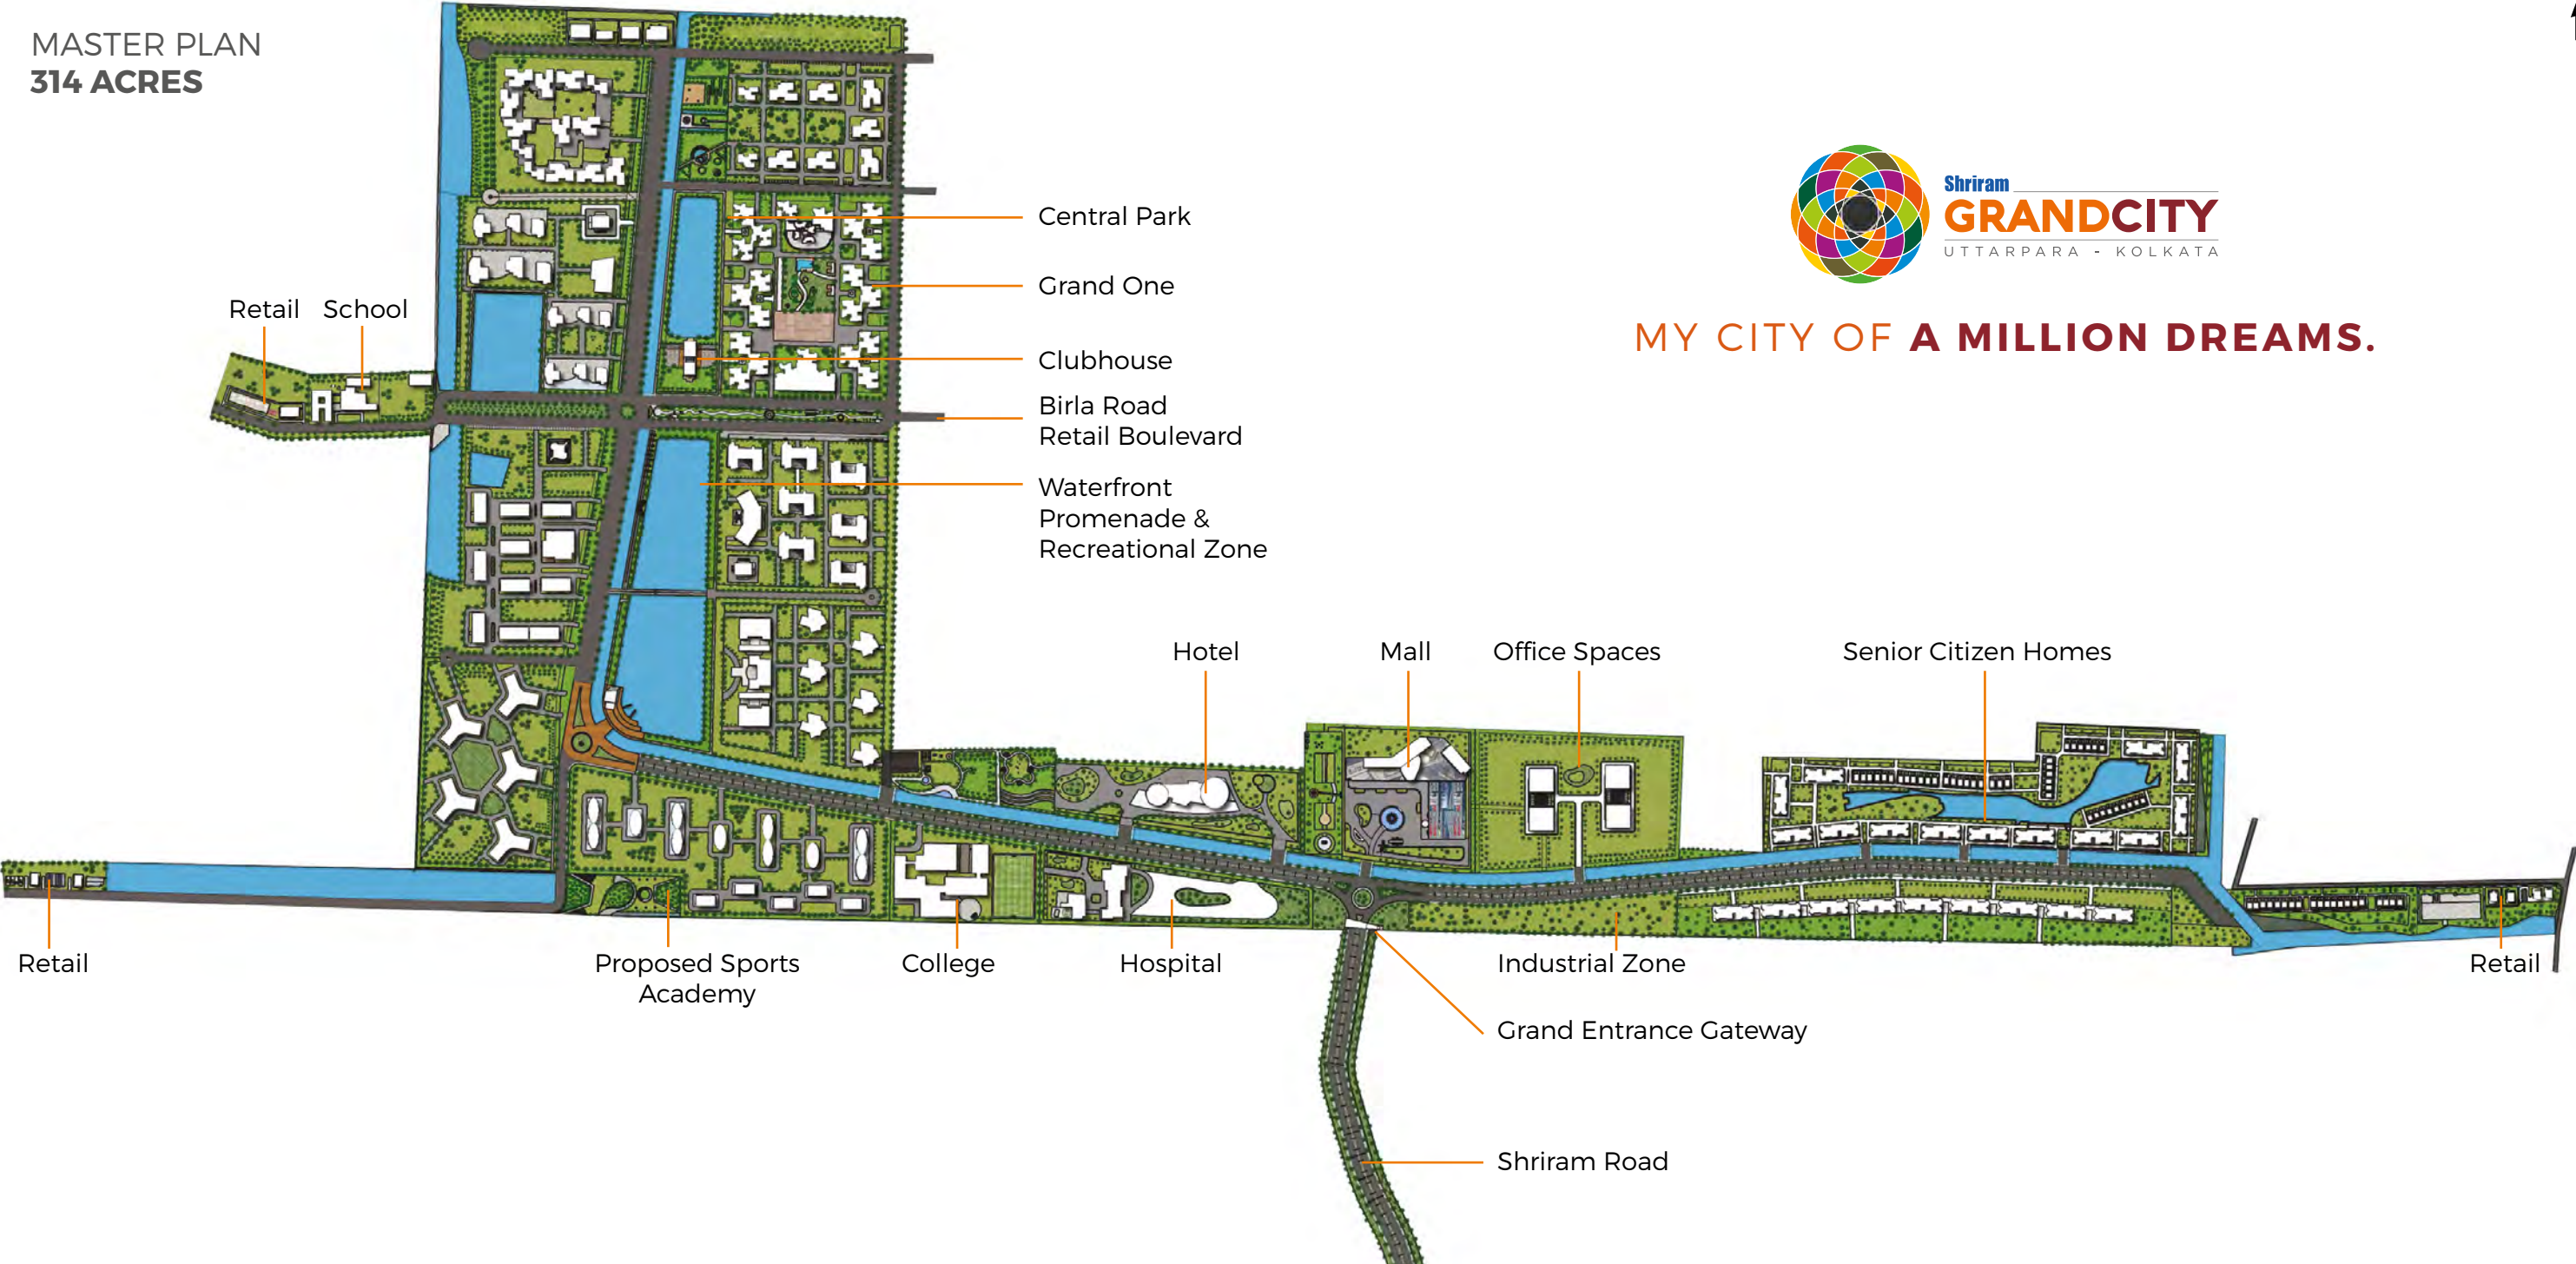 MASTER PLAN
314 ACRES
Shriram
GRANDCITY
UTTARPARA - KOLKATA
MY CITY OF A MILLION DREAMS.
Central Park
Grand One
Clubhouse
Birla Road
Retail Boulevard
Waterfront
Promenade &
Recreational Zone
Retail
School
Hotel
Mall
Office Spaces
Senior Citizen Homes
Retail
Proposed Sports
Academy
College
Hospital
Industrial Zone
Retail
Grand Entrance Gateway
Shriram Road